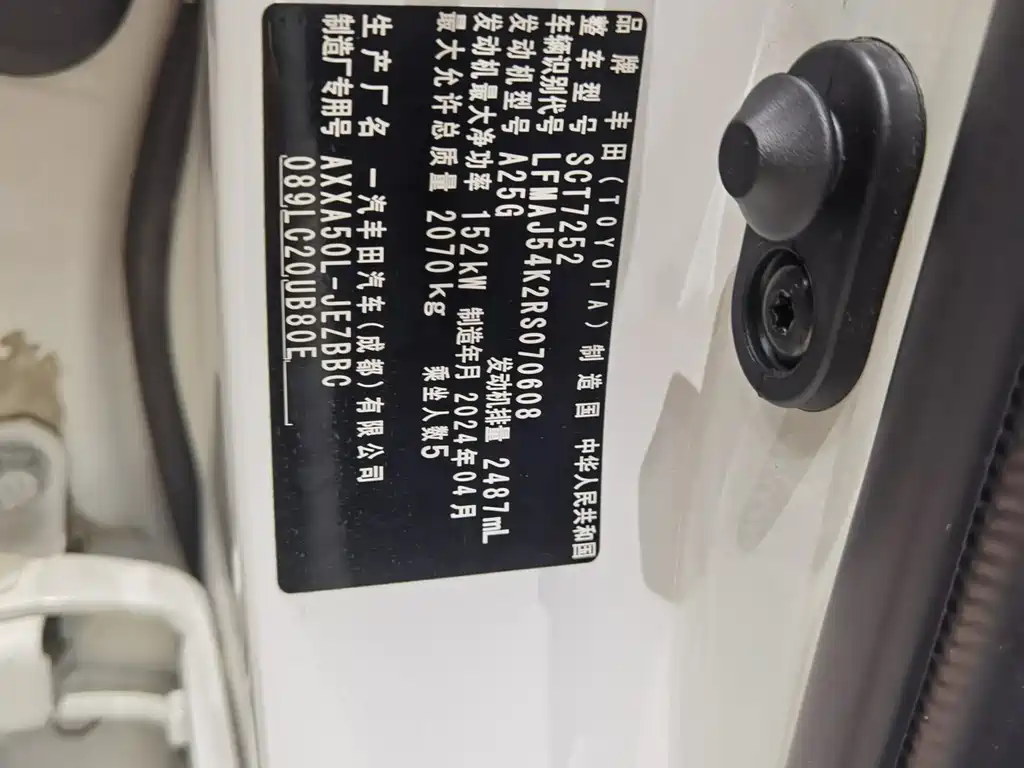 品牌 丰田(TOYOTA) 制造国 中华人民共和国
整车型号 SCT7252
车辆识别代号 LFMAJ54K2RS070608
发动机型号 A25G 发动机排量 2487mL
发动机最大净功率 152kW 制造年月 2024年04月
最大允许总质量 2070kg 乘坐人数5
生产厂名 一汽丰田汽车(成都)有限公司
制造厂专用号 AXXA50L-JEZBBC
089LC20UB80E